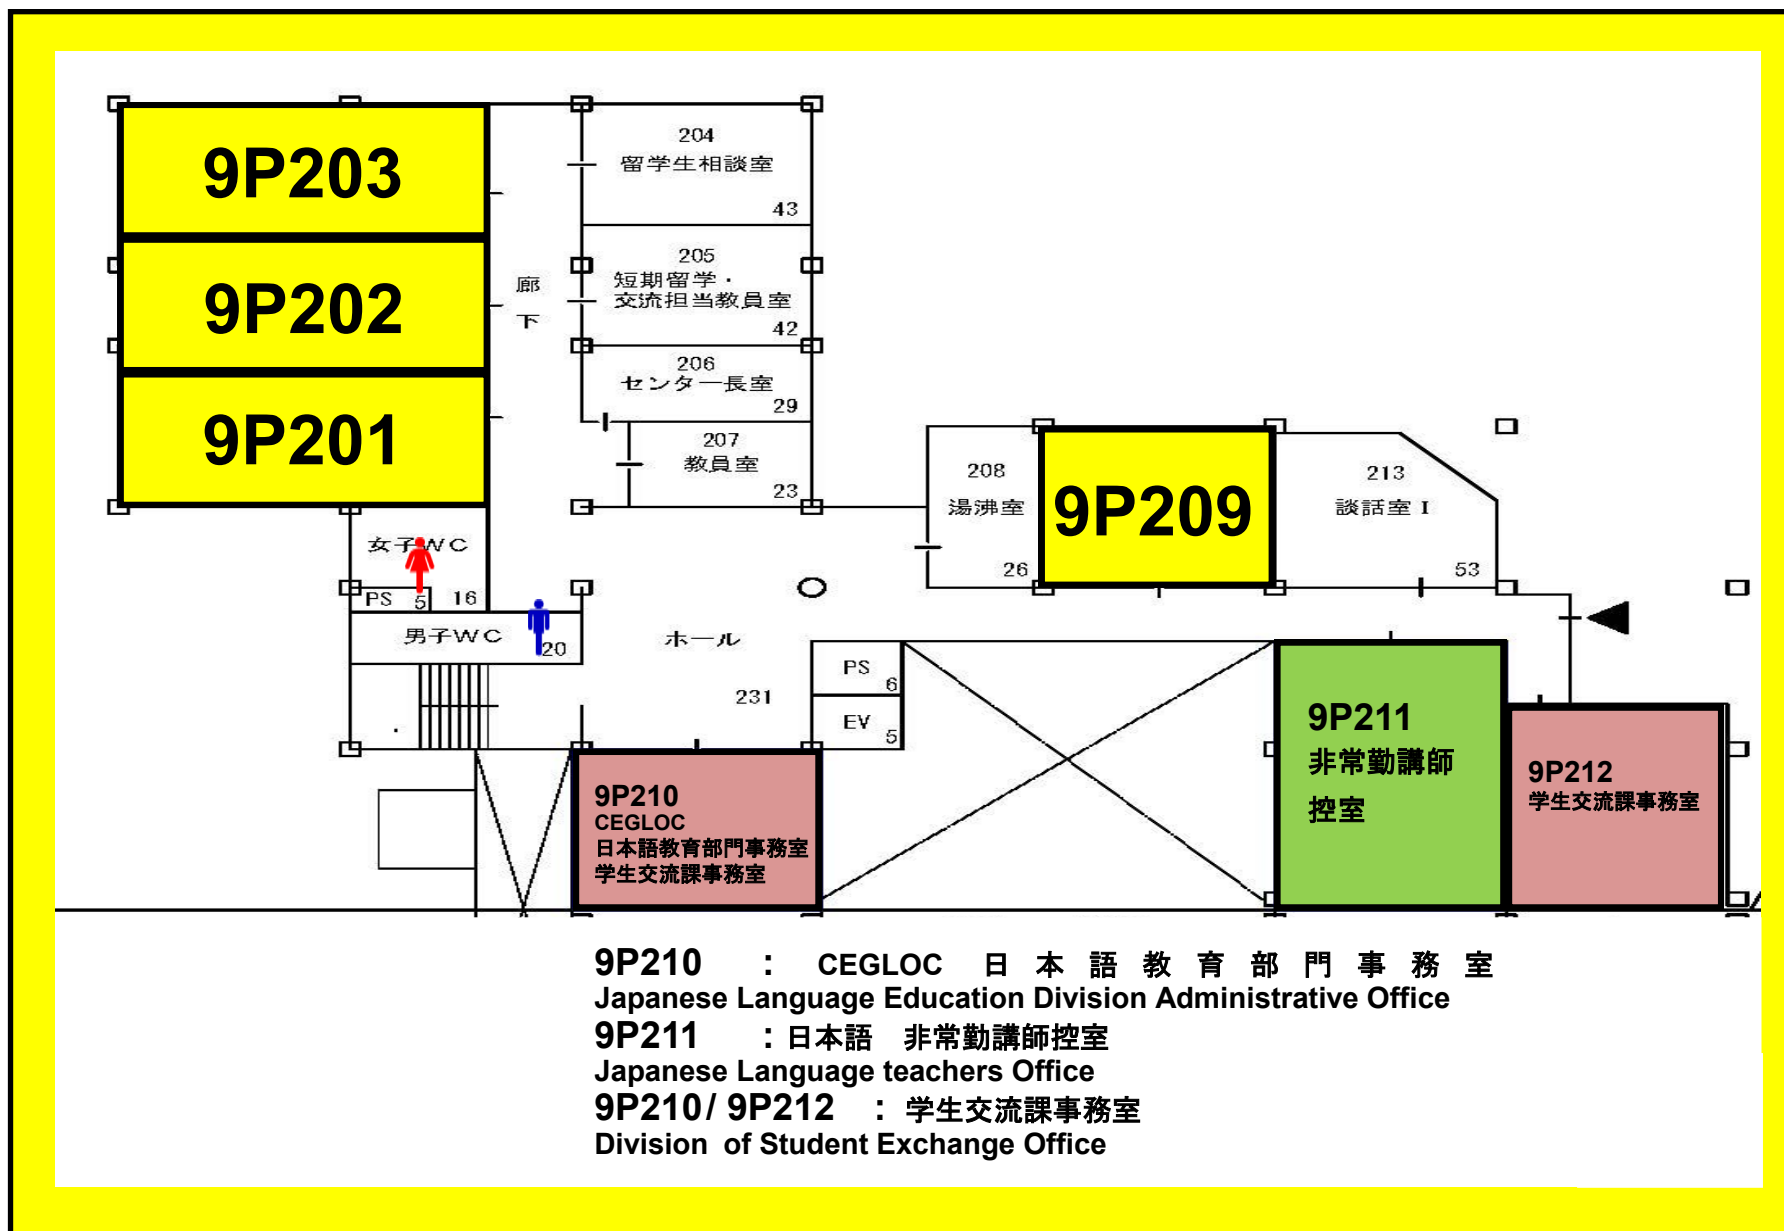 9P203
9P202
9P201
廊
下
204
留学生相談室
43
205
短期留学・
交流担当教員室
42
206
センター長室
29
207
教員室
23
208
湯沸室
26
9P209
213
談話室 I
53
女子WC
PS 5 16
男子WC
20
ホール
231
PS
6
EV
5
9P210
CEGLOC
日本語教育部門事務室
学生交流課事務室
9P211
非常勤講師
控室
9P212
学生交流課事務室
9P210 : CEGLOC 日本語教育部門事務室
Japanese Language Education Division Administrative Office
9P211 : 日本語 非常勤講師控室
Japanese Language teachers Office
9P210/ 9P212 : 学生交流課事務室
Division of Student Exchange Office